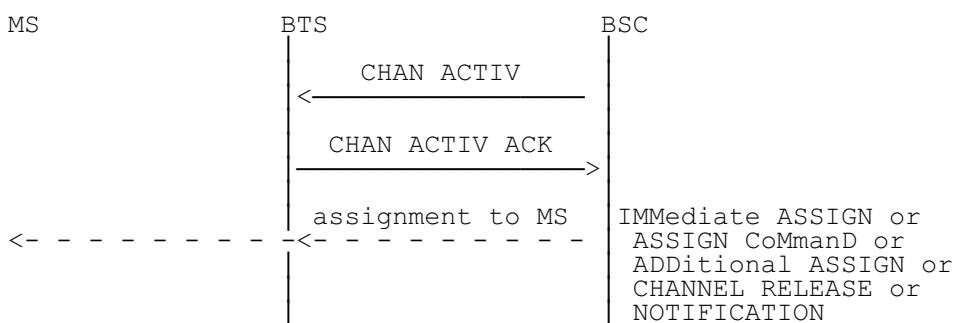 MS BTS BSC
CHAN ACTIV
CHAN ACTIV ACK
assignment to MS IMMediate ASSIGN or
ASSIGN CoMmanD or
ADDitional ASSIGN or
CHANNEL RELEASE or
NOTIFICATION